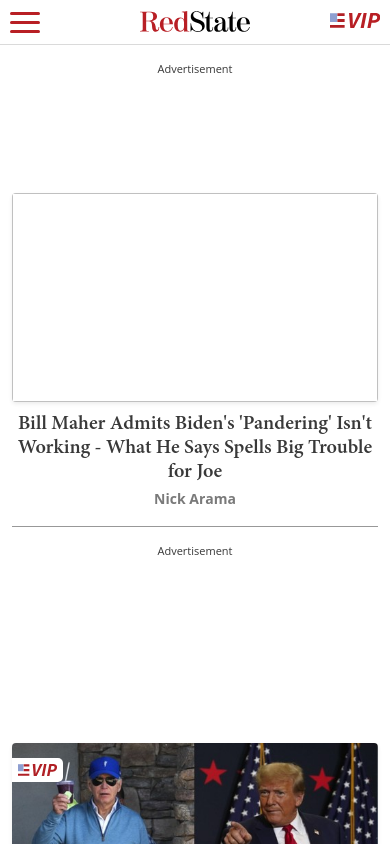 RedState
VIP
Advertisement
Bill Maher Admits Biden's 'Pandering' Isn't
Working - What He Says Spells Big Trouble
for Joe
Nick Arama
Advertisement
VIP